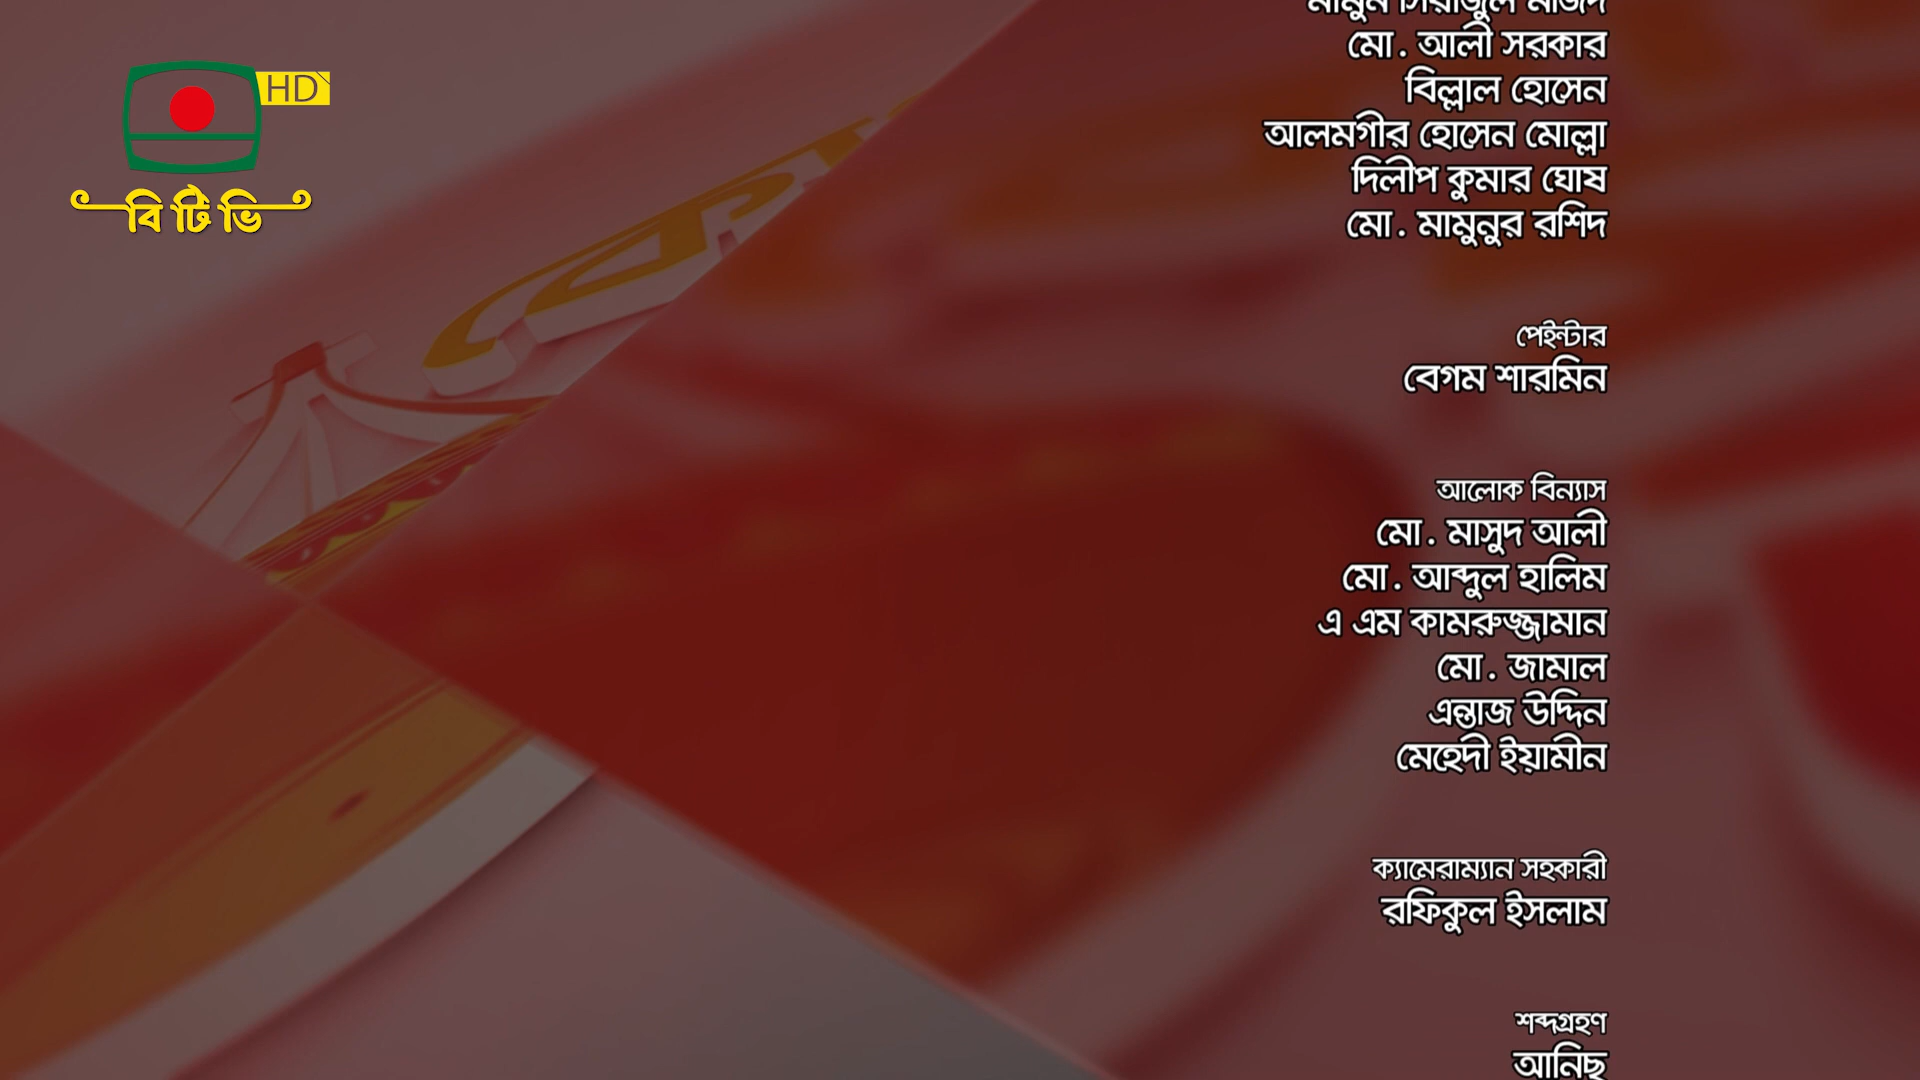 HD
বি টি ভি
মামুন সিরাজুল মজিদ
মো. আলী সরকার
বিল্লাল হোসেন
আলমগীর হোসেন মোল্লা
দিলীপ কুমার ঘোষ
মো. মামুনুর রশিদ
পেইন্টার
বেগম শারমিন
আলোক বিন্যাস
মো. মাসুদ আলী
মো. আব্দুল হালিম
এ এম কামরুজ্জামান
মো. জামাল
এন্তাজ উদ্দিন
মেহেদী ইয়ামীন
ক্যামেরাম্যান সহকারী
রফিকুল ইসলাম
শব্দগ্রহণ
আনিছ